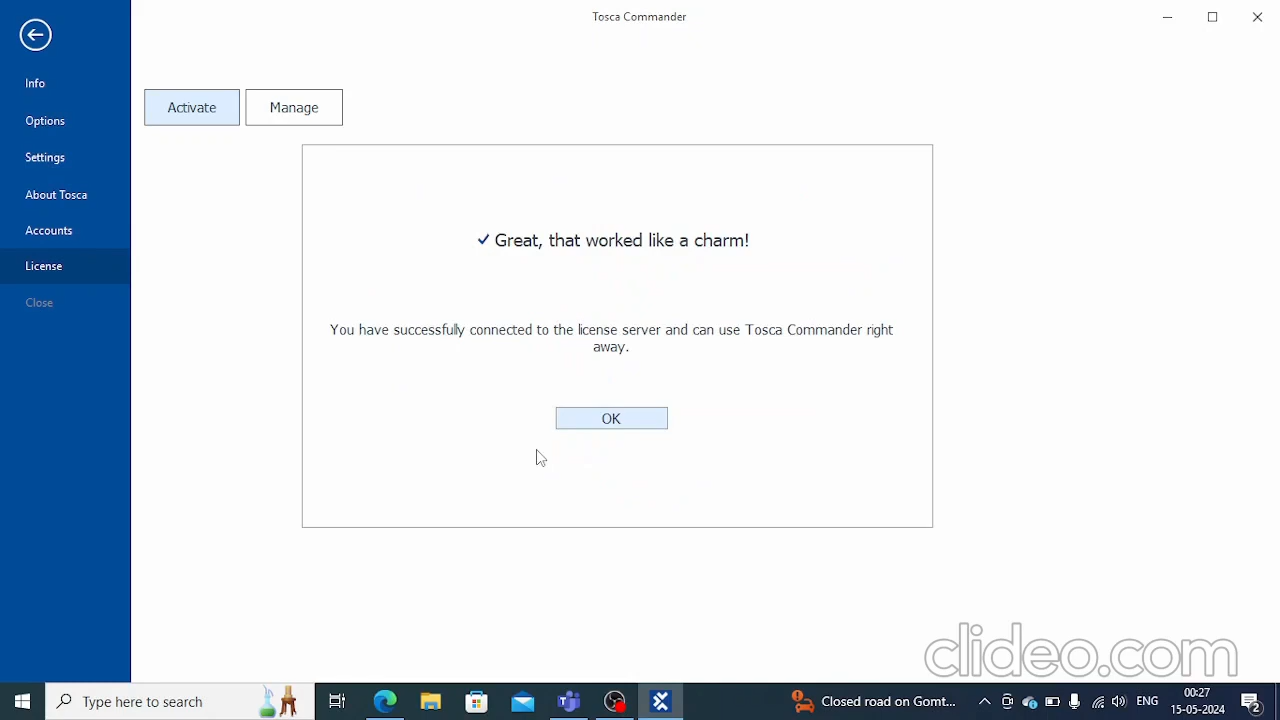 Tosca Commander
Info
Options
Settings
About Tosca
Accounts
License
Close
Activate
Manage
Great, that worked like a charm!
You have successfully connected to the license server and can use Tosca Commander right
away.
OK
clideo.com
Type here to search
Closed road on Gomt...
ENG
00:27
15-05-2024
2